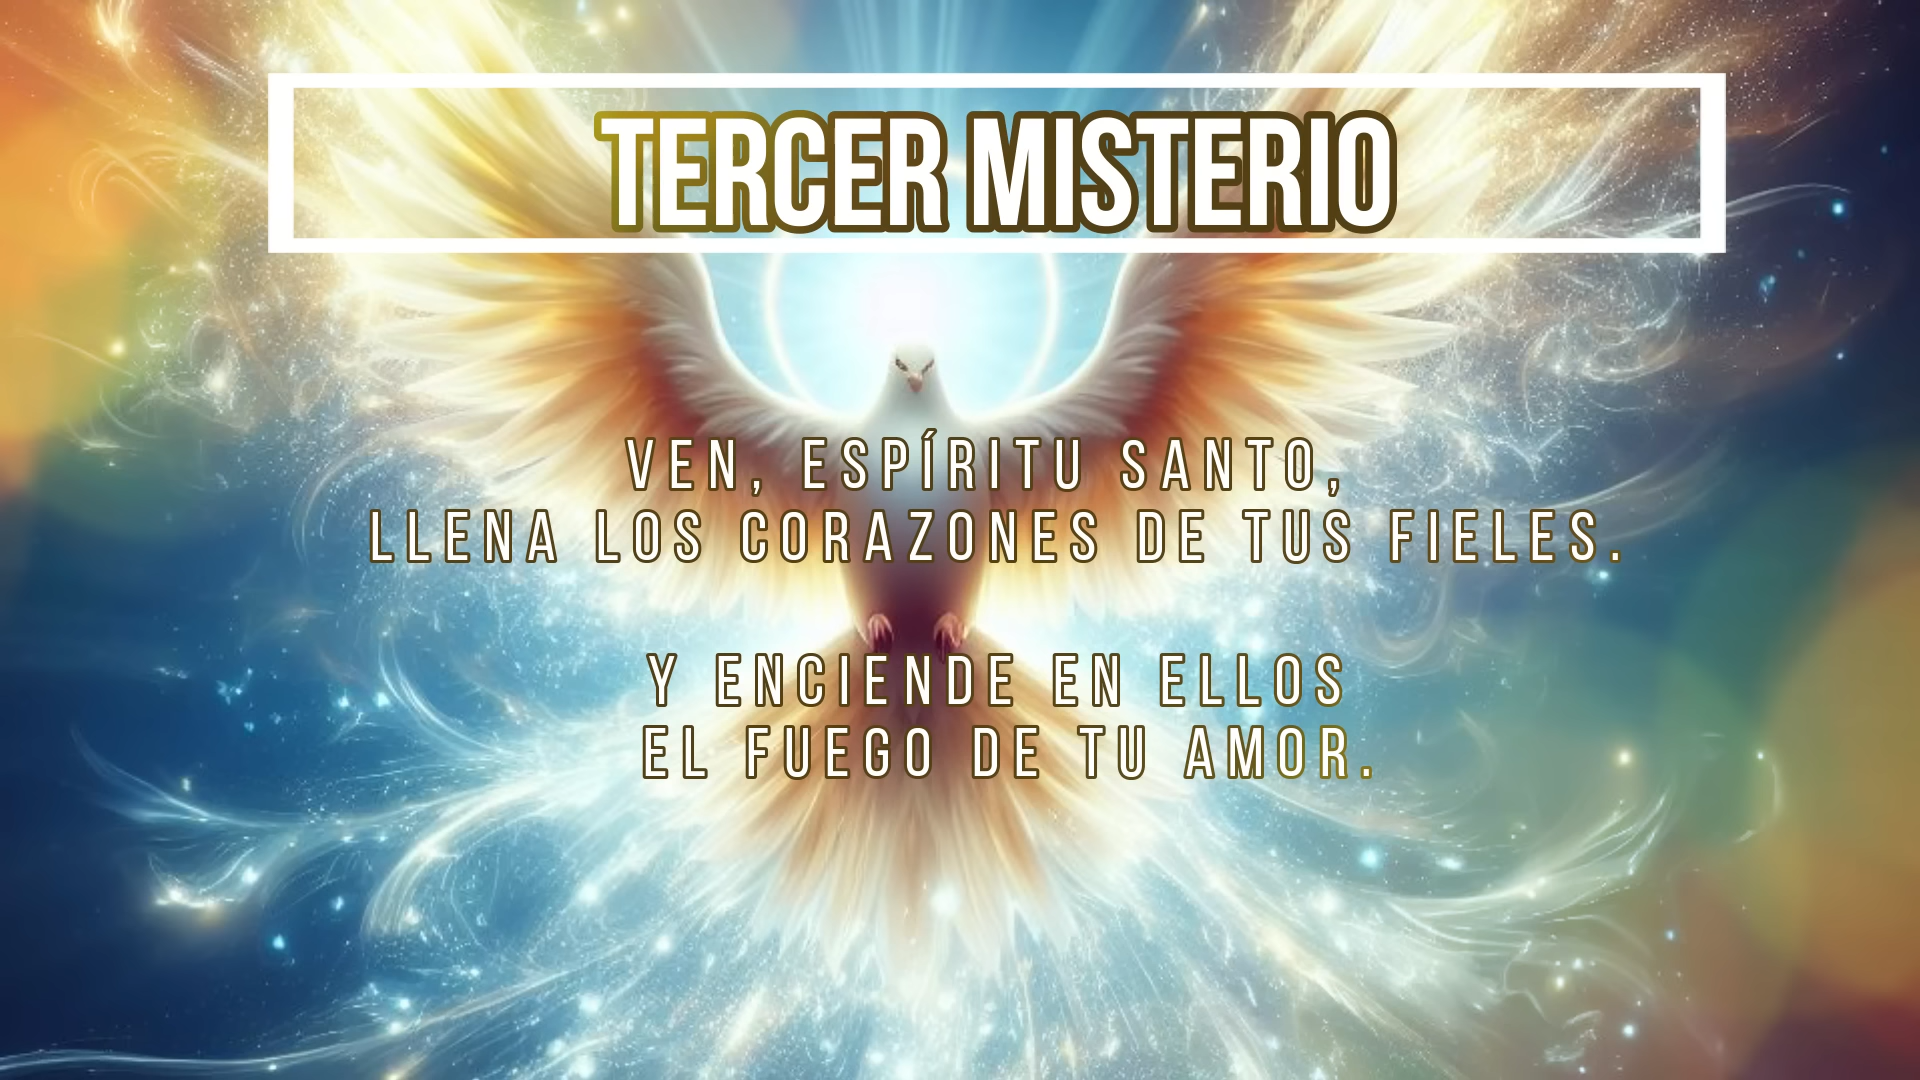 TERCER MISTERIO
VEN, ESPÍRITU SANTO,
LLENA LOS CORAZONES DE TUS FIELES.
Y ENCIENDE EN ELLOS
EL FUEGO DE TU AMOR.